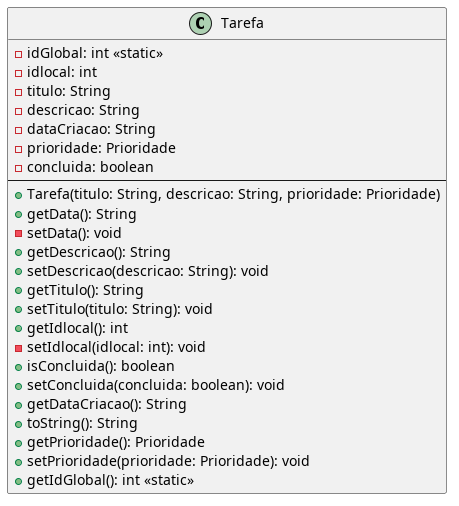 C Tarefa
idGlobal: int «static»
idlocal: int
titulo: String
descricao: String
dataCriacao: String
prioridade: Prioridade
concluida: boolean
Tarefa(titulo: String, descricao: String, prioridade: Prioridade)
getData(): String
setData(): void
getDescricao(): String
setDescricao(descricao: String): void
getTitulo(): String
setTitulo(titulo: String): void
getIdlocal(): int
setIdlocal(idlocal: int): void
isConcluida(): boolean
setConcluida(concluida: boolean): void
getDataCriacao(): String
toString(): String
getPrioridade(): Prioridade
setPrioridade(prioridade: Prioridade): void
getIdGlobal(): int «static»